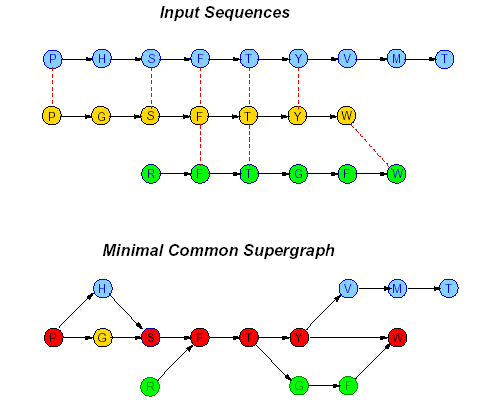 Input Sequences
P H S F T Y V M T
P G S F T Y W
R F T G F W
Minimal Common Supergraph
H V M T
P G S F T Y W
R G F